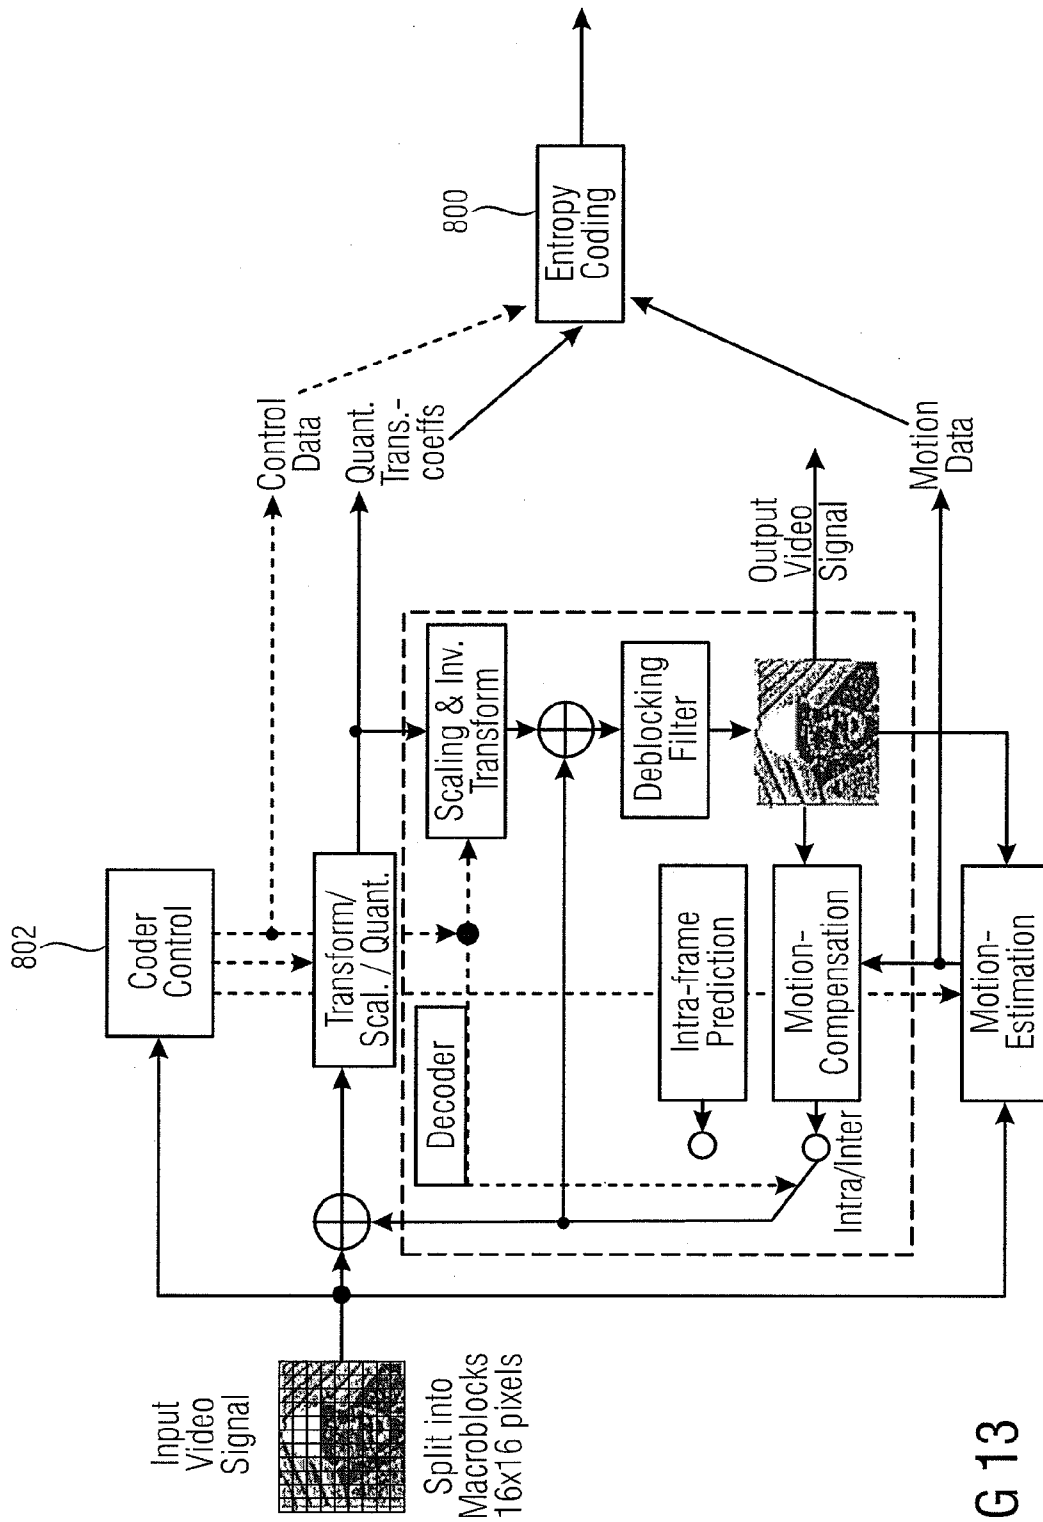 Input
Video
Signal
Split into
Macroblocks
16x16 pixels
802
Coder
Control
Transform/
Scal. / Quant.
Decoder
Scaling & Inv.
Transform
Intra-frame
Prediction
Deblocking
Filter
Motion-
Compensation
Intra/Inter
Motion-
Estimation
Control
Data
Quant.
Trans.-
coeffs
Output
Video
Signal
Motion
Data
800
Entropy
Coding
G 13